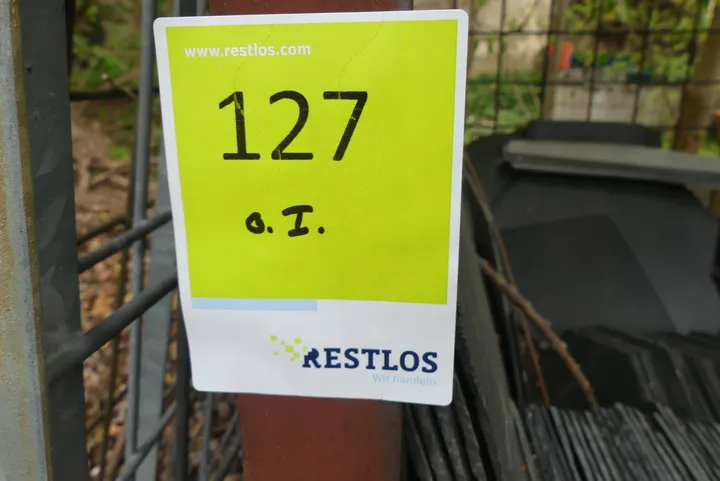 www.restlos.com
127
o. I.
RESTLOS
Wir handeln